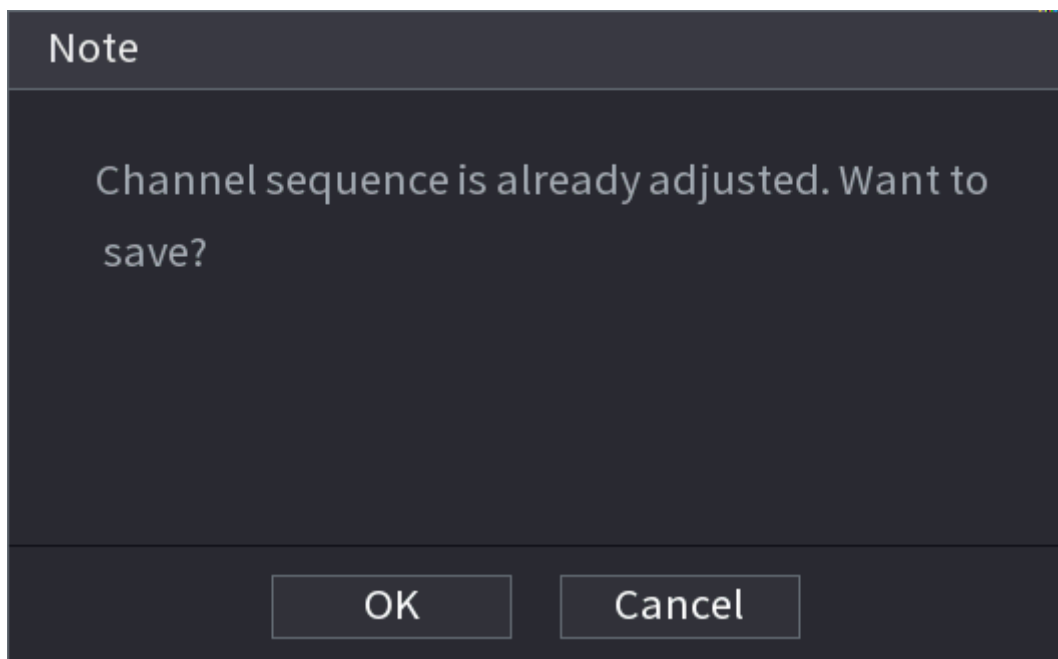 Note
Channel sequence is already adjusted. Want to
save?
OK
Cancel